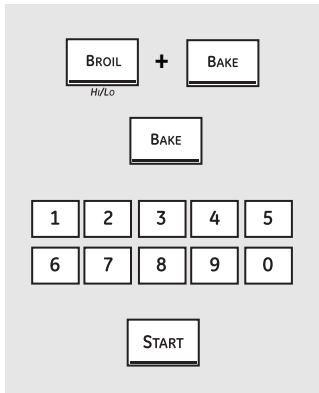 BROIL + BAKE
HI/LO
BAKE
1 2 3 4 5
6 7 8 9 0
START